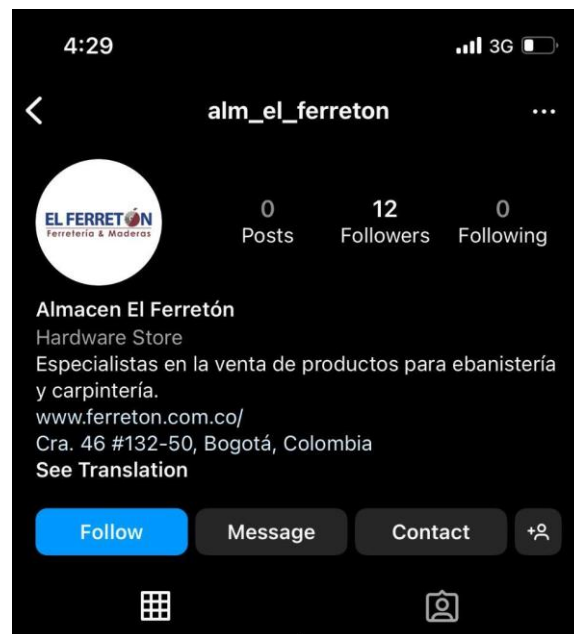 4:29 3G
alm_el_ferreton
EL FERRETÓN
Ferretería & Maderas
0 12 0
Posts Followers Following
Almacen El Ferretón
Hardware Store
Especialistas en la venta de productos para ebanistería
y carpintería.
www.ferreton.com.co/
Cra. 46 #132-50, Bogotá, Colombia
See Translation
Follow Message Contact